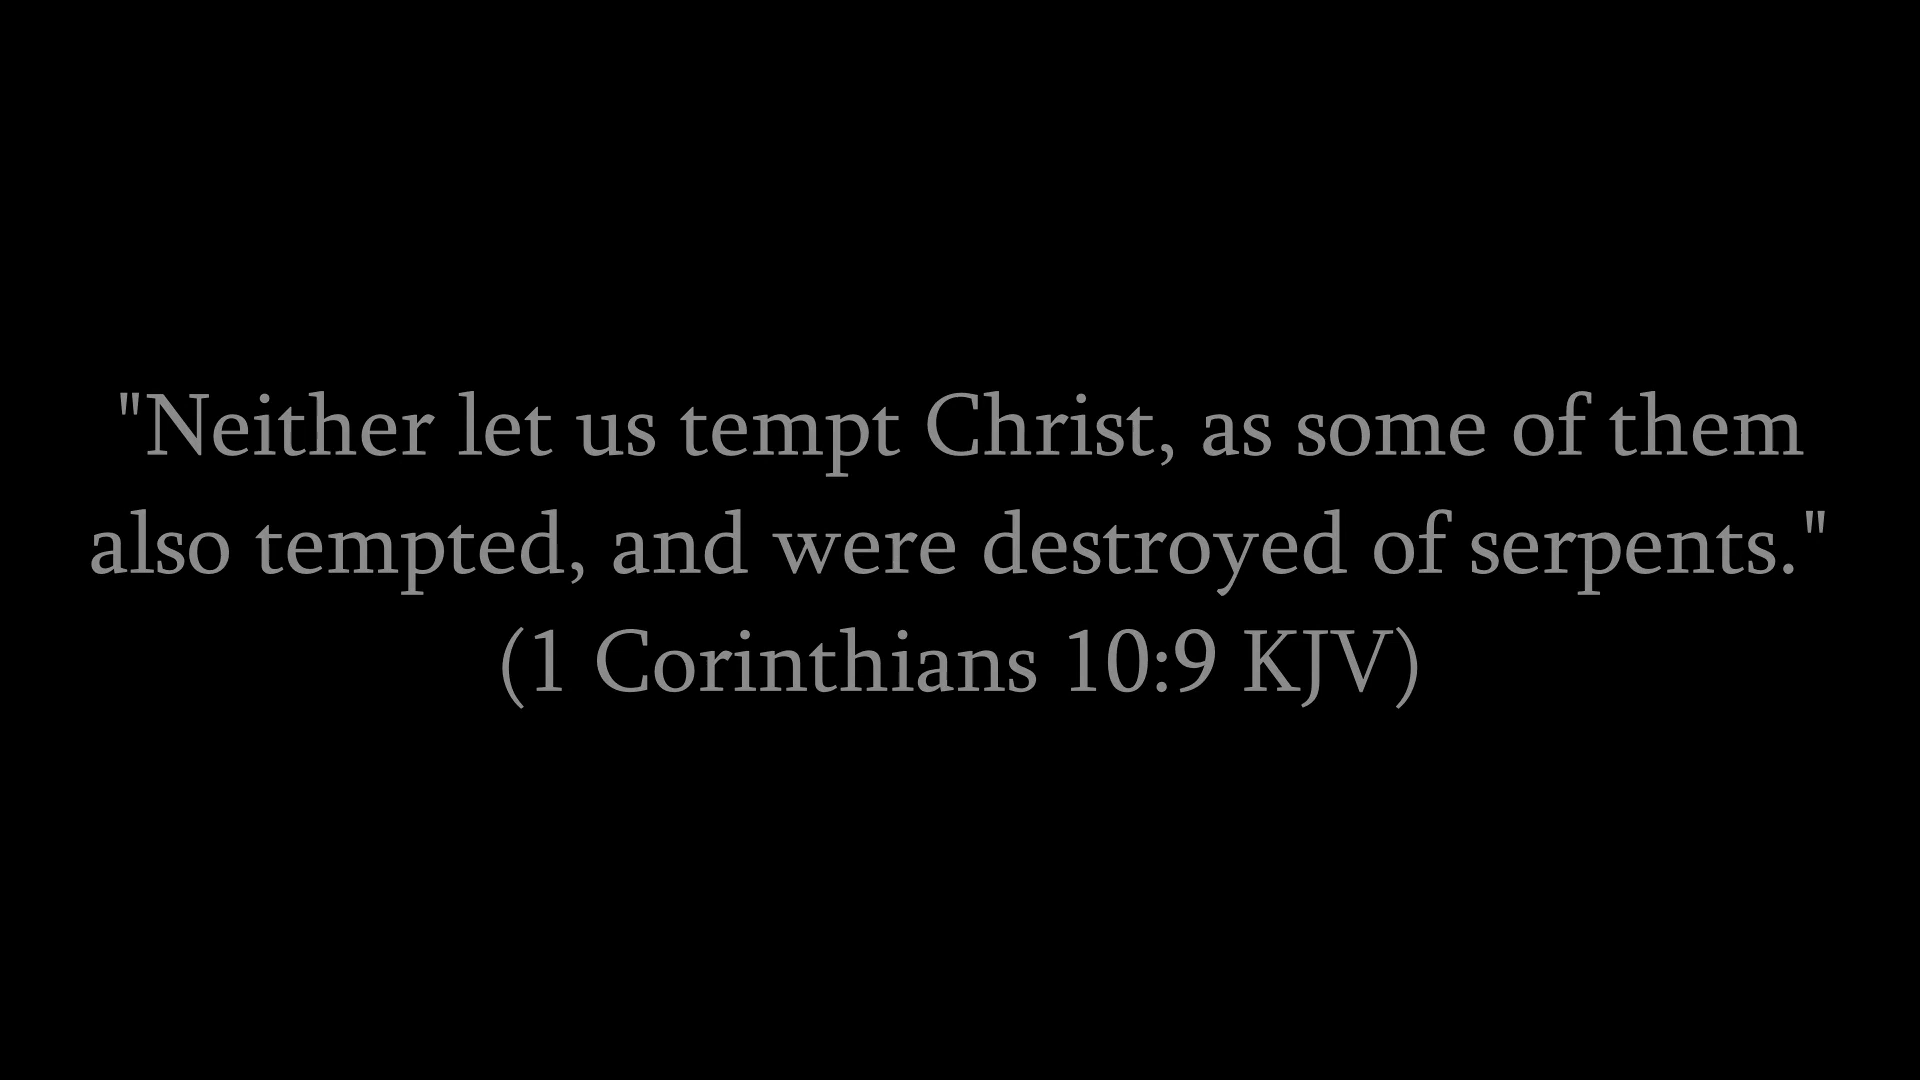 "Neither let us tempt Christ, as some of them
also tempted, and were destroyed of serpents."
(1 Corinthians 10:9 KJV)